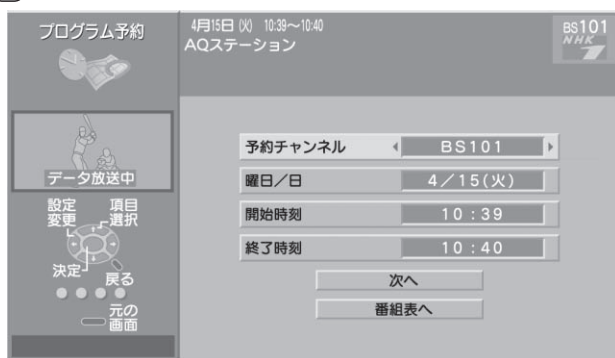 プログラム予約
4月15日(火) 10:39～10:40
AQステーション
BS101
NHK
7
データ放送中
設定変更
項目選択
決定
戻る
元の画面
予約チャンネル BS101
曜日／日 4／15(火)
開始時刻 10：39
終了時刻 10：40
次へ
番組表へ